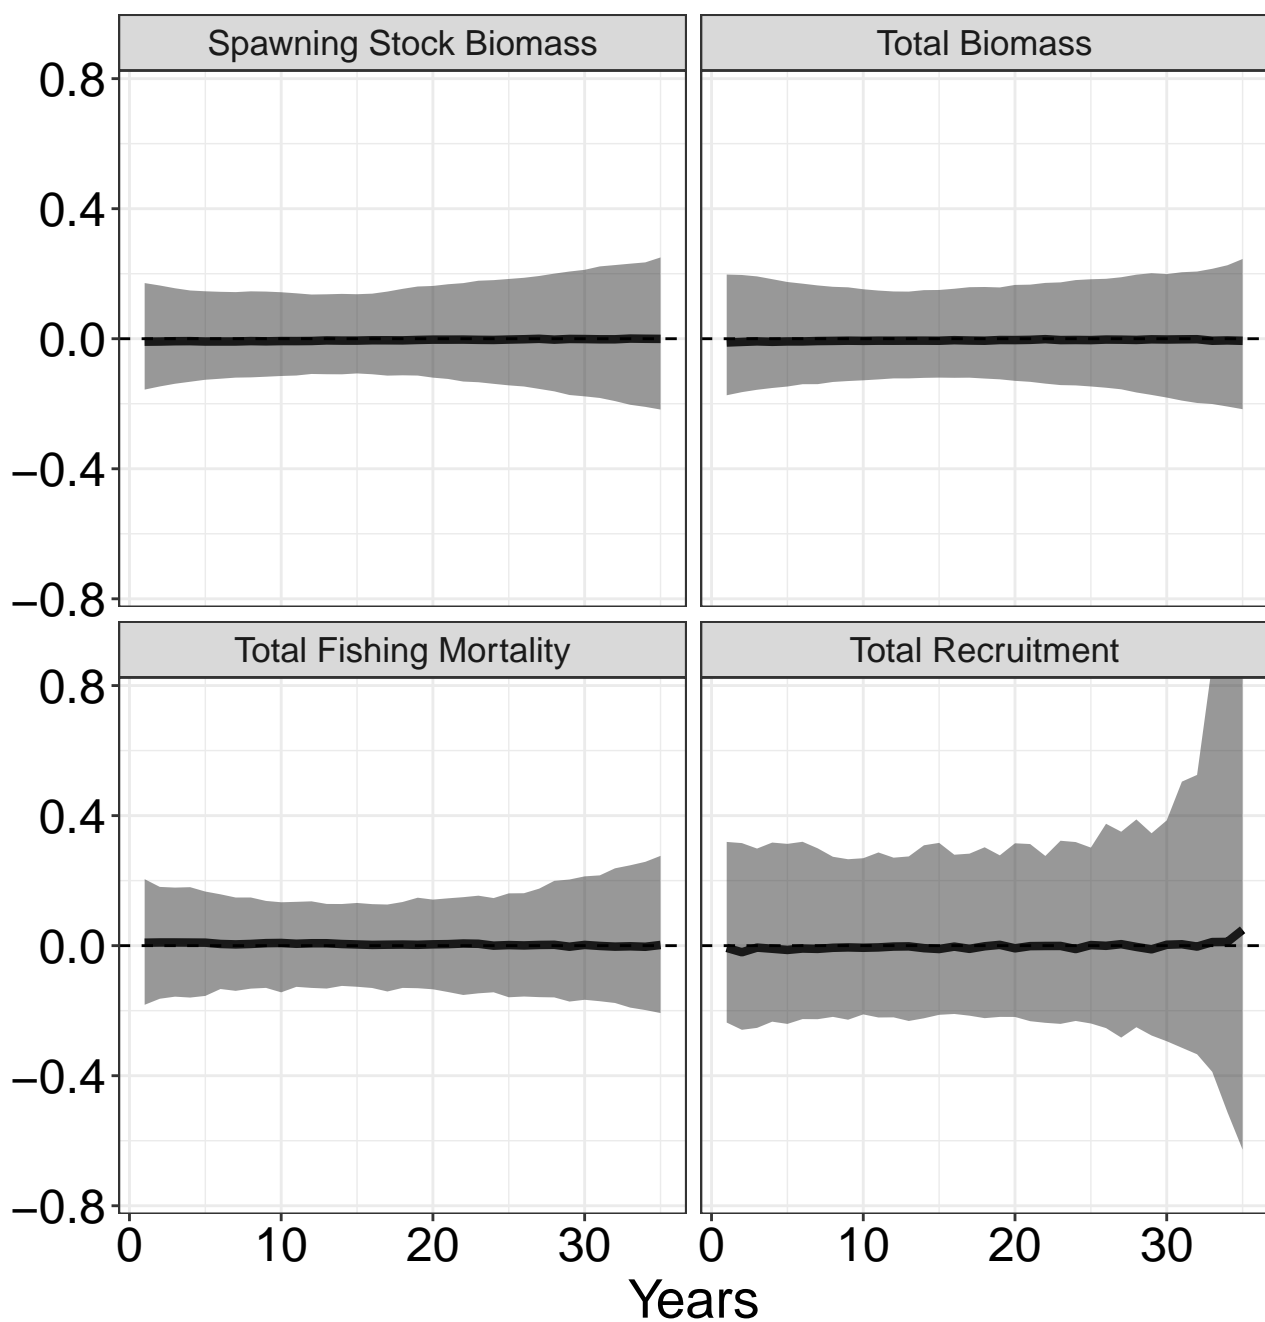 Spawning Stock Biomass
Total Biomass
0.8
0.4
0.0
−0.4
−0.8
Total Fishing Mortality
Total Recruitment
0.8
0.4
0.0
−0.4
−0.8
0 10 20 30
0 10 20 30
Years